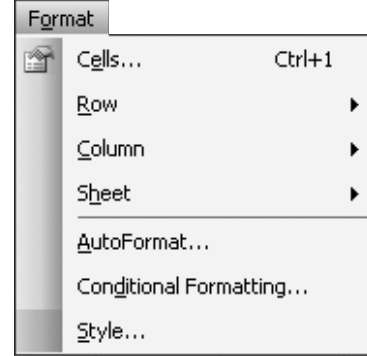 Format
Cells... Ctrl+1
Row
Column
Sheet
AutoFormat...
Conditional Formatting...
Style...